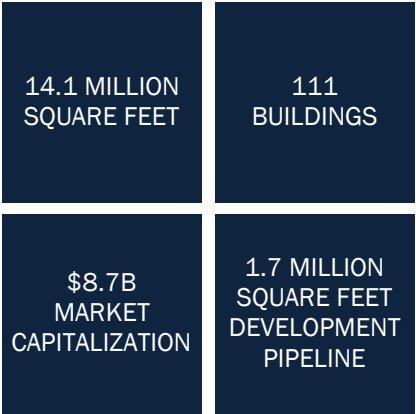 14.1 MILLION
SQUARE FEET
111
BUILDINGS
$8.7B
MARKET
CAPITALIZATION
1.7 MILLION
SQUARE FEET
DEVELOPMENT
PIPELINE